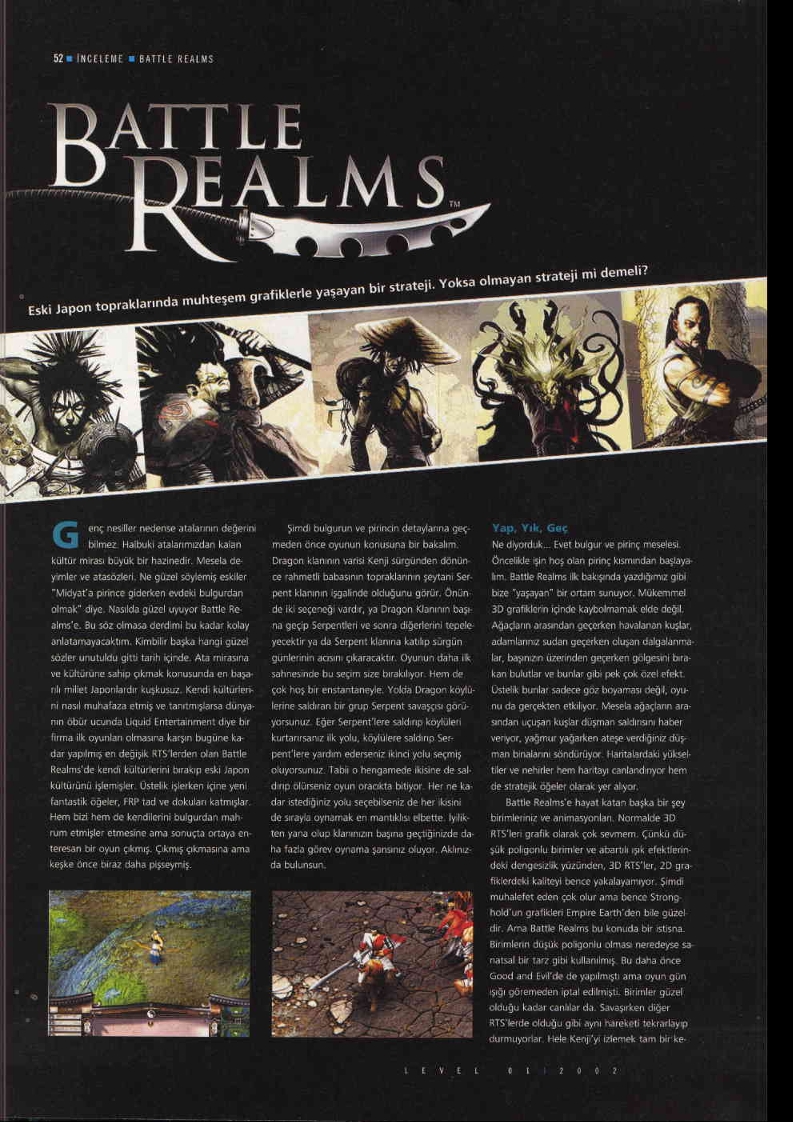 52 ■ İNCELEME ■ BATTLE REALMS
BATTLE
REALMS™
Eski Japon topraklarında muhteşem grafiklerle yaşayan bir strateji. Yoksa olmayan strateji mi demeli?
Genç nesiller nedense atalarının değerini
bilmez. Halbuki atalarımızdan kalan
kültür mirası büyük bir hazinedir. Mesela de-
yimler ve atasözleri. Ne güzel söylemiş eskiler
"Midyat'a pirince giderken evdeki bulgurdan
olmak" diye. Nasılda güzel uyuyor Battle Re-
alms'e. Bu söz olmasa derdimi bu kadar kolay
anlatamayacaktım. Kimbilir başka hangi güzel
sözler unutuldu gitti tarih içinde. Ata mirasına
ve kültürüne sahip çıkmak konusunda en başa-
rılı millet Japonlardır kuşkusuz. Kendi kültürleri-
ni nasıl muhafaza etmiş ve tanıtmışlarsa dünya-
nın öbür ucunda Liquid Entertainment diye bir
firma ilk oyunları olmasına karşın bugüne ka-
dar yapılmış en değişik RTS'lerden olan Battle
Realms'de kendi kültürlerini bırakıp eski Japon
kültürünü işlemişler. Üstelik işlerken içine yeni
fantastik öğeler, FRP tad ve dokuları katmışlar.
Hem bizi hem de kendilerini bulgurdan mah-
rum etmişler etmesine ama sonuçta ortaya en-
teresan bir oyun çıkmış. Çıkmış çıkmasına ama
keşke önce biraz daha pişseymiş.
Şimdi bulgurun ve pirincin detaylarına geç-
meden önce oyunun konusuna bir bakalım.
Dragon klanının varisi Kenji sürgünden dönün-
ce rahmetli babasının topraklarının şeytani Ser-
pent klanının işgalinde olduğunu görür. Önün-
de iki seçeneği vardır, ya Dragon Klanının başı-
na geçip Serpentleri ve sonra diğerlerini tepele-
yecektir ya da Serpent klanına katılıp sürgün
günlerinin acısını çıkaracaktır. Oyunun daha ilk
sahnesinde bu seçim size bırakılıyor. Hem de
çok hoş bir enstantaneyle. Yolda Dragon köylü-
lerine saldıran bir grup Serpent savaşçısı görü-
yorsunuz. Eğer Serpent'lere saldırıp köylüleri
kurtarırsanız ilk yolu, köylülere saldırıp Ser-
pent'lere yardım ederseniz ikinci yolu seçmiş
oluyorsunuz. Tabii o hengamede ikisine de sal-
dırıp ölürseniz oyun oracıkta bitiyor. Her ne ka-
dar istediğiniz yolu seçebilseniz de her ikisini
de sırayla oynamak en mantıklısı elbette. İyilik-
ten yana olup klanınızın başına geçtiğinizde da-
ha fazla görev oynama şansınız oluyor. Aklınız-
da bulunsun.
Yap, Yık, Geç
Ne diyorduk... Evet bulgur ve pirinç meselesi.
Öncelikle işin hoş olan pirinç kısmından başlaya-
lım. Battle Realms ilk bakışında yazdığımız gibi
bize "yaşayan" bir ortam sunuyor. Mükemmel
3D grafiklerin içinde kaybolmamak elde değil.
Ağaçların arasından geçerken havalanan kuşlar,
adamlarınız sudan geçerken oluşan dalgalanma-
lar, başınızın üzerinden geçerken gölgesini bıra-
kan bulutlar ve bunlar gibi pek çok özel efekt.
Üstelik bunlar sadece göz boyaması değil, oyu-
nu da gerçekten etkiliyor. Mesela ağaçların ara-
sından uçuşan kuşlar düşman saldırısını haber
veriyor, yağmur yağarken ateşe verdiğiniz düş-
man binalarını söndürüyor. Haritalardaki yüksel-
tiler ve nehirler hem haritayı canlandırıyor hem
de stratejik öğeler olarak yer alıyor.
Battle Realms'e hayat katan başka bir şey
birimleriniz ve animasyonları. Normalde 3D
RTS'leri grafik olarak çok sevmem. Çünkü dü-
şük poligonlu birimler ve abartılı ışık efektlerin-
deki dengesizlik yüzünden, 3D RTS'ler, 2D gra-
fiklerdeki kaliteyi bence yakalayamıyor. Şimdi
muhalefet eden çok olur ama bence Strong-
hold'un grafikleri Empire Earth'den bile güzel-
dir. Ama Battle Realms bu konuda bir istisna.
Birimlerin düşük poligonlu olması neredeyse sa-
natsal bir tarz gibi kullanılmış. Bu daha önce
Good and Evil'de de yapılmıştı ama oyun gün
ışığı göremeden iptal edilmişti. Birimler güzel
olduğu kadar canlılar da. Savaşırken diğer
RTS'lerde olduğu gibi aynı hareketi tekrarlayıp
durmuyorlar. Hele Kenji'yi izlemek tam bir ke-
LEVEL 01 | 2002